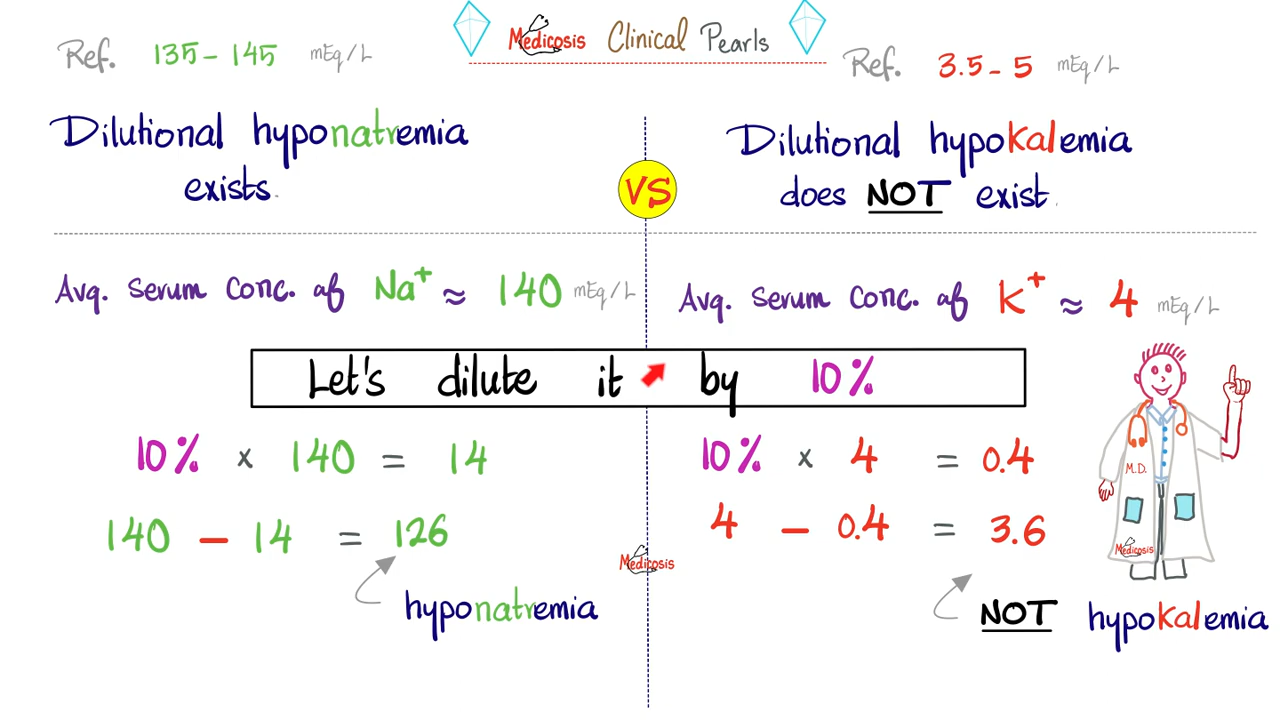 Medicosis Clinical Pearls
Ref. 135 - 145 mEq/L
Dilutional hyponatremia
exists.
Avg. Serum Conc. of Na+ ≈ 140 mEq/L
VS
Ref. 3.5 - 5 mEq/L
Dilutional hypoKalemia
does NOT exist.
Avg. Serum Conc. of K+ ≈ 4 mEq/L
Let's dilute it by 10%
10% × 140 = 14
140 - 14 = 126
hyponatremia
10% × 4 = 0.4
4 - 0.4 = 3.6
NOT hypoKalemia
Medicosis
M.D.
Medicosis